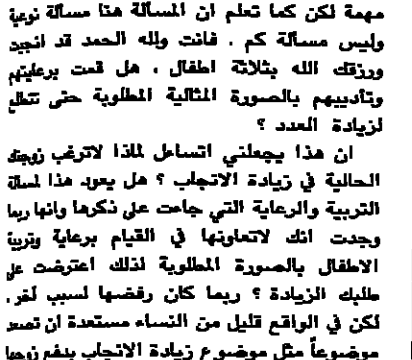 مهمة لكن كما تعلم ان المسألة هنا مسألة نوعية
وليس مسألة كم . فانت ولله الحمد قد انجبت
ورزقك الله بثلاثة اطفال ، هل قمت برعايتهم
وتأديبهم بالصورة المثالية المطلوبة حتى تتطلع
لزيادة العدد ؟
ان هذا يجعلني اتساءل لماذا لاترغب زوجتك
الحالية في زيادة الانجاب ؟ هل يعود هذا لمسألة
التربية والرعاية التي جاءت على ذكرها وانها ربما
وجدت انك لاتعاونها في القيام برعاية وتربية
الاطفال بالصورة المطلوبة لذلك اعترضت على
طلبك الزيادة ؟ ربما كان رفضها لسبب آخر .
لكن في الواقع قليل من النساء مستعدة ان تصعد
موضوعاً مثل موضوع زيادة الانجاب بدفع زوجها